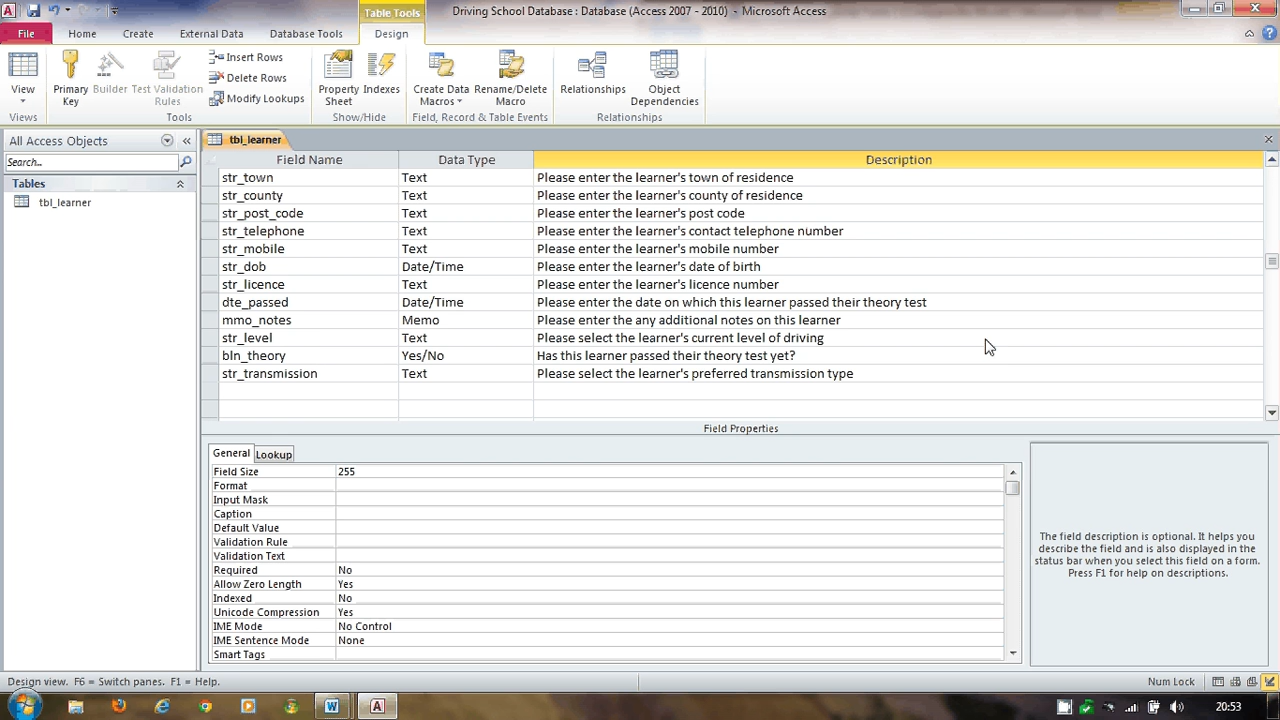 Table Tools
Driving School Database : Database (Access 2007 - 2010) - Microsoft Access
File Home Create External Data Database Tools Design
View Primary Key Builder Test Validation Rules Insert Rows Delete Rows Modify Lookups Property Sheet Indexes Create Data Macros Rename/Delete Macro Relationships Object Dependencies
Views Tools Show/Hide Field, Record & Table Events Relationships
All Access Objects
Search..
Tables
tbl_learner
tbl_learner
Field Name Data Type Description
str_town Text Please enter the learner's town of residence
str_county Text Please enter the learner's county of residence
str_post_code Text Please enter the learner's post code
str_telephone Text Please enter the learner's contact telephone number
str_mobile Text Please enter the learner's mobile number
str_dob Date/Time Please enter the learner's date of birth
str_licence Text Please enter the learner's licence number
dte_passed Date/Time Please enter the date on which this learner passed their theory test
mmo_notes Memo Please enter the any additional notes on this learner
str_level Text Please select the learner's current level of driving
bln_theory Yes/No Has this learner passed their theory test yet?
str_transmission Text Please select the learner's preferred transmission type
Field Properties
General Lookup
Field Size 255
Format
Input Mask
Caption
Default Value
Validation Rule
Validation Text
Required No
Allow Zero Length Yes
Indexed No
Unicode Compression Yes
IME Mode No Control
IME Sentence Mode None
Smart Tags
The field description is optional. It helps you
describe the field and is also displayed in the
status bar when you select this field on a form.
Press F1 for help on descriptions.
Design view. F6 = Switch panes. F1 = Help.
Num Lock
20:53